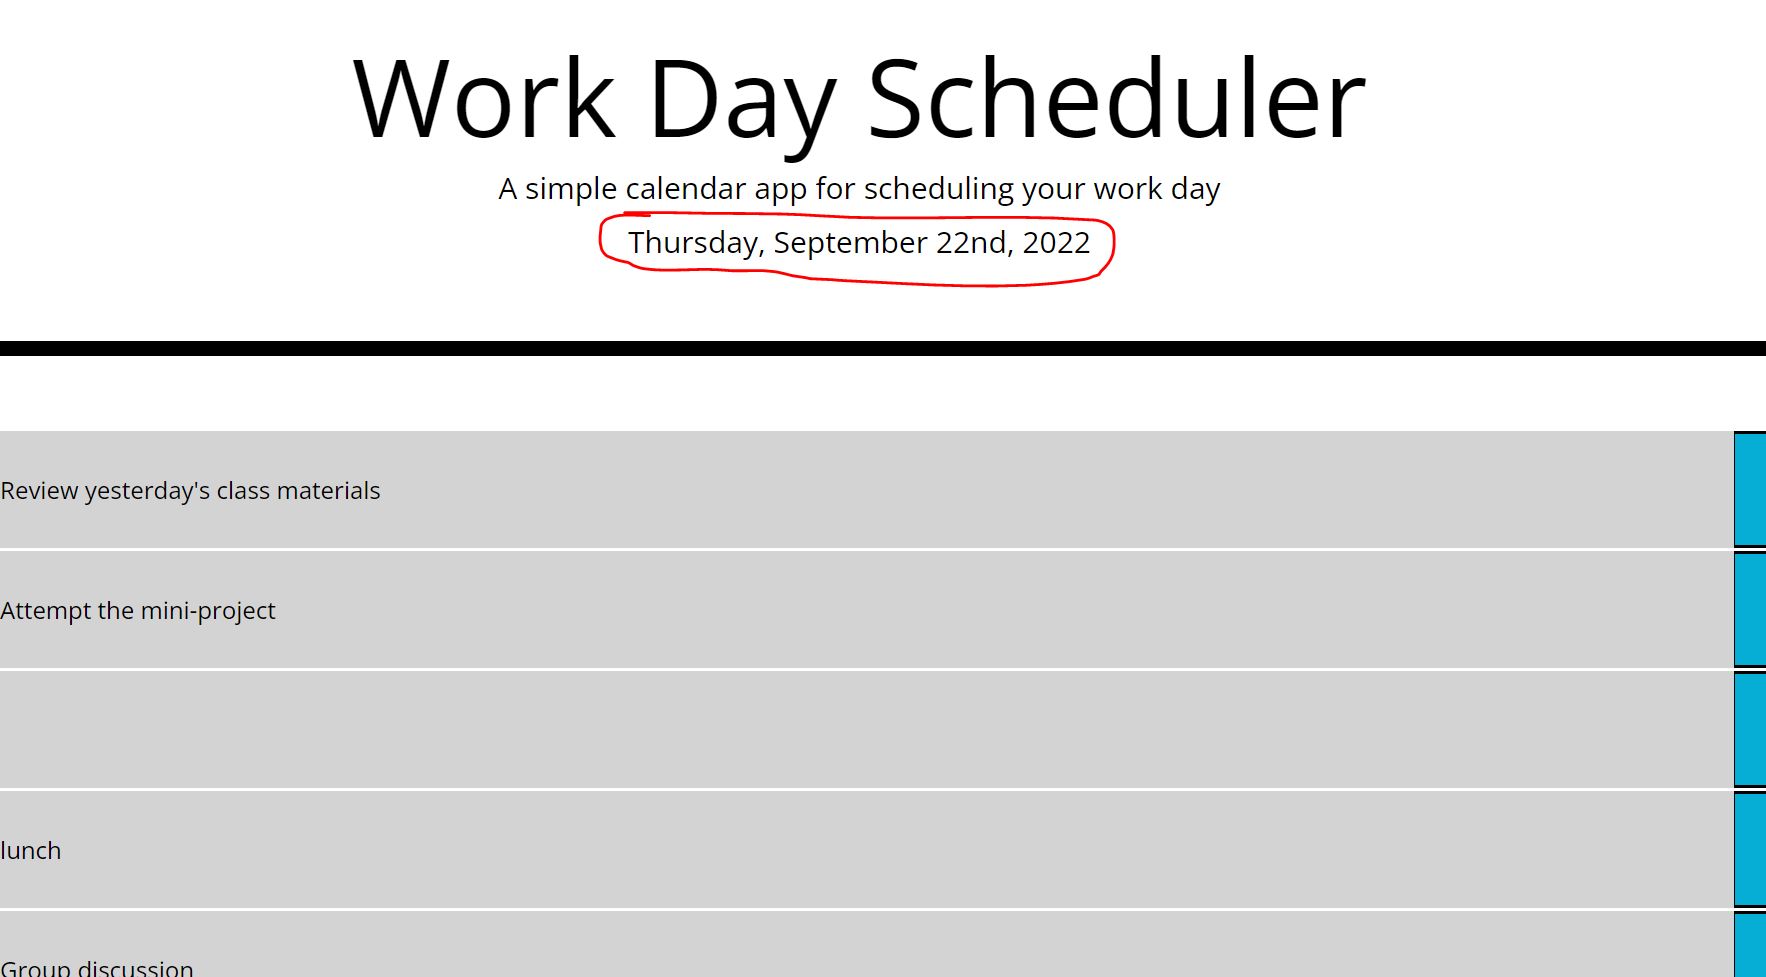 Work Day Scheduler
A simple calendar app for scheduling your work day
Thursday, September 22nd, 2022
Review yesterday's class materials
Attempt the mini-project
lunch
Group discussion